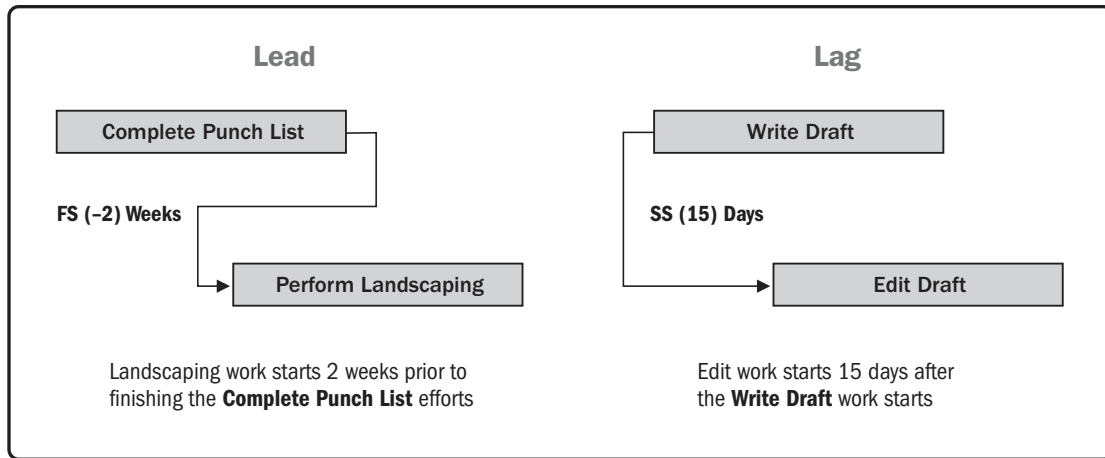 Lead
Complete Punch List
FS (–2) Weeks
Perform Landscaping
Landscaping work starts 2 weeks prior to
finishing the Complete Punch List efforts
Lag
Write Draft
SS (15) Days
Edit Draft
Edit work starts 15 days after
the Write Draft work starts